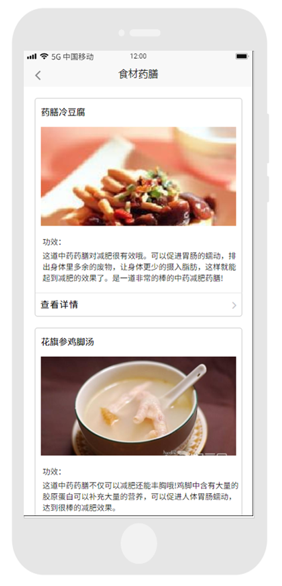 5G 中国移动
12:00
食材药膳
药膳冷豆腐
功效：
这道中药药膳对减肥很有效哦。可以促进胃肠的蠕动，排
出身体里多余的废物，让身体更少的摄入脂肪，这样就能
起到减肥的效果了。是一道非常的棒的中药减肥药膳！
查看详情
花旗参鸡脚汤
功效：
这道中药药膳不仅可以减肥还能丰胸哦!鸡脚中含有大量的
胶原蛋白可以补充大量的营养，可以促进人体胃肠蠕动，
达到很棒的减肥效果。